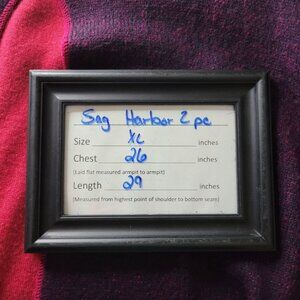 Sag Harbor 2 pc
Size XL inches
Chest 26 inches
(Laid flat measured armpit to armpit)
Length 29 inches
(Measured from highest point of shoulder to bottom seam)